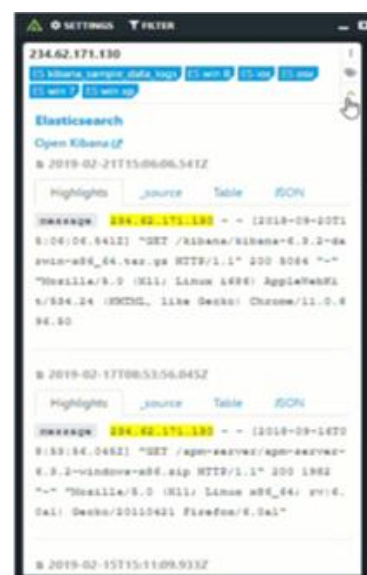 SETTINGS FILTER
234.62.171.130
ES kibana_sample_data_logs ES win 8 ES ios ES osx
ES win 7 ES win xp
Elasticsearch
Open Kibana
2019-02-21T15:06:06.541Z
Highlights _source Table JSON
message 234.62.171.130 - - [2018-09-20T1
5:06:06.541Z] "GET /kibana/kibana-6.3.2-da
rwin-x86_64.tar.gz HTTP/1.1" 200 5084 "-"
"Mozilla/5.0 (X11; Linux i686) AppleWebKi
t/534.24 (KHTML, like Gecko) Chrome/11.0.6
96.50
2019-02-17T08:53:56.045Z
Highlights _source Table JSON
message 234.62.171.130 - - [2018-09-16T0
8:53:56.045Z] "GET /apm-server/apm-server-
6.3.2-windows-x86.zip HTTP/1.1" 200 1982
"-" "Mozilla/5.0 (X11; Linux x86_64; rv:6.
0a1) Gecko/20110421 Firefox/6.0a1"
2019-02-15T15:11:09.933Z